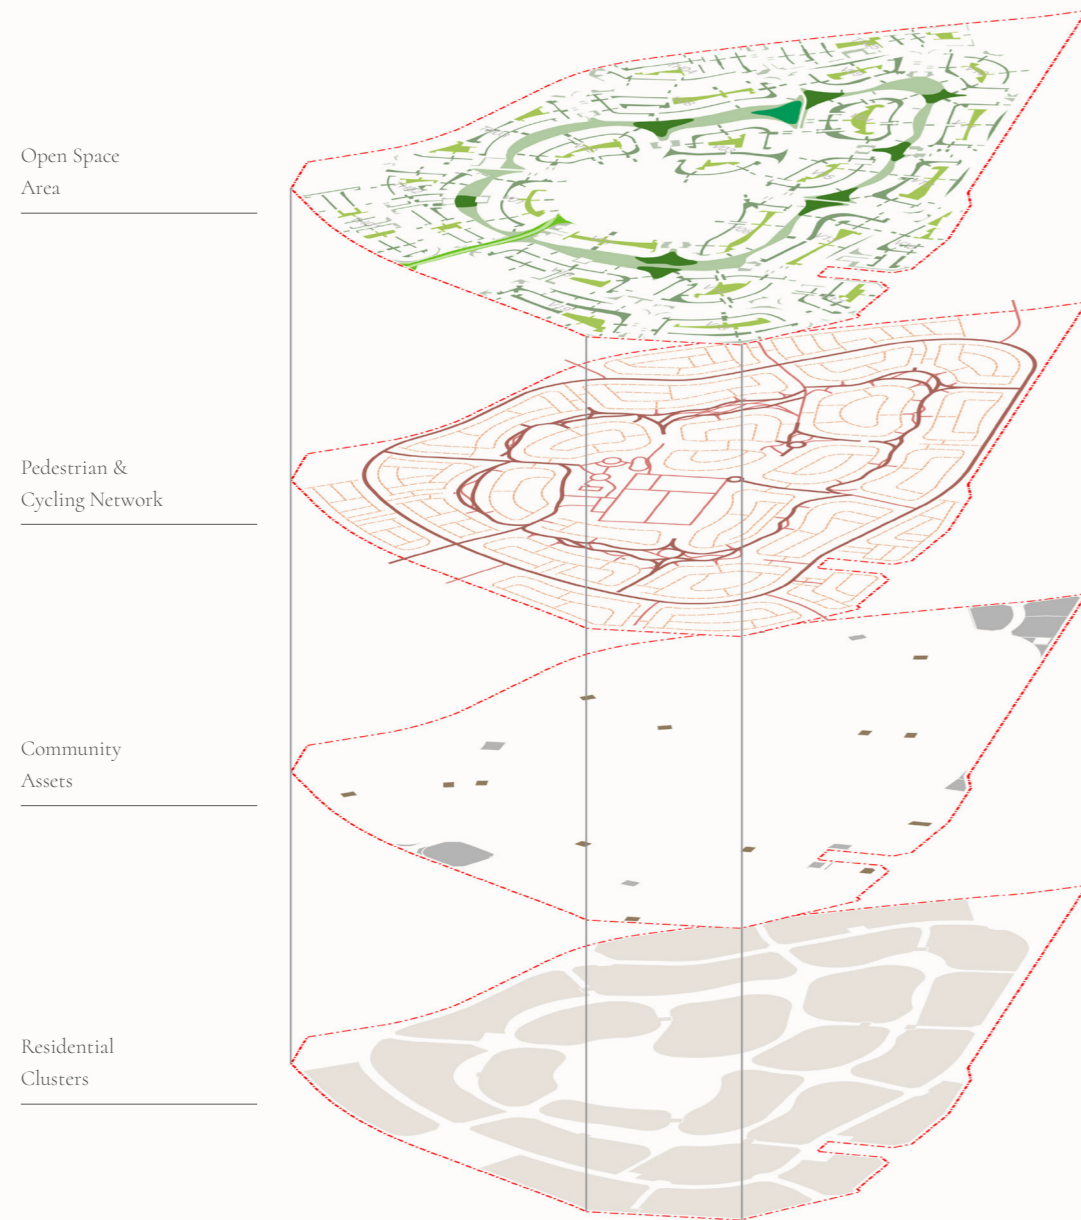 Open Space
Area
Pedestrian &
Cycling Network
Community
Assets
Residential
Clusters